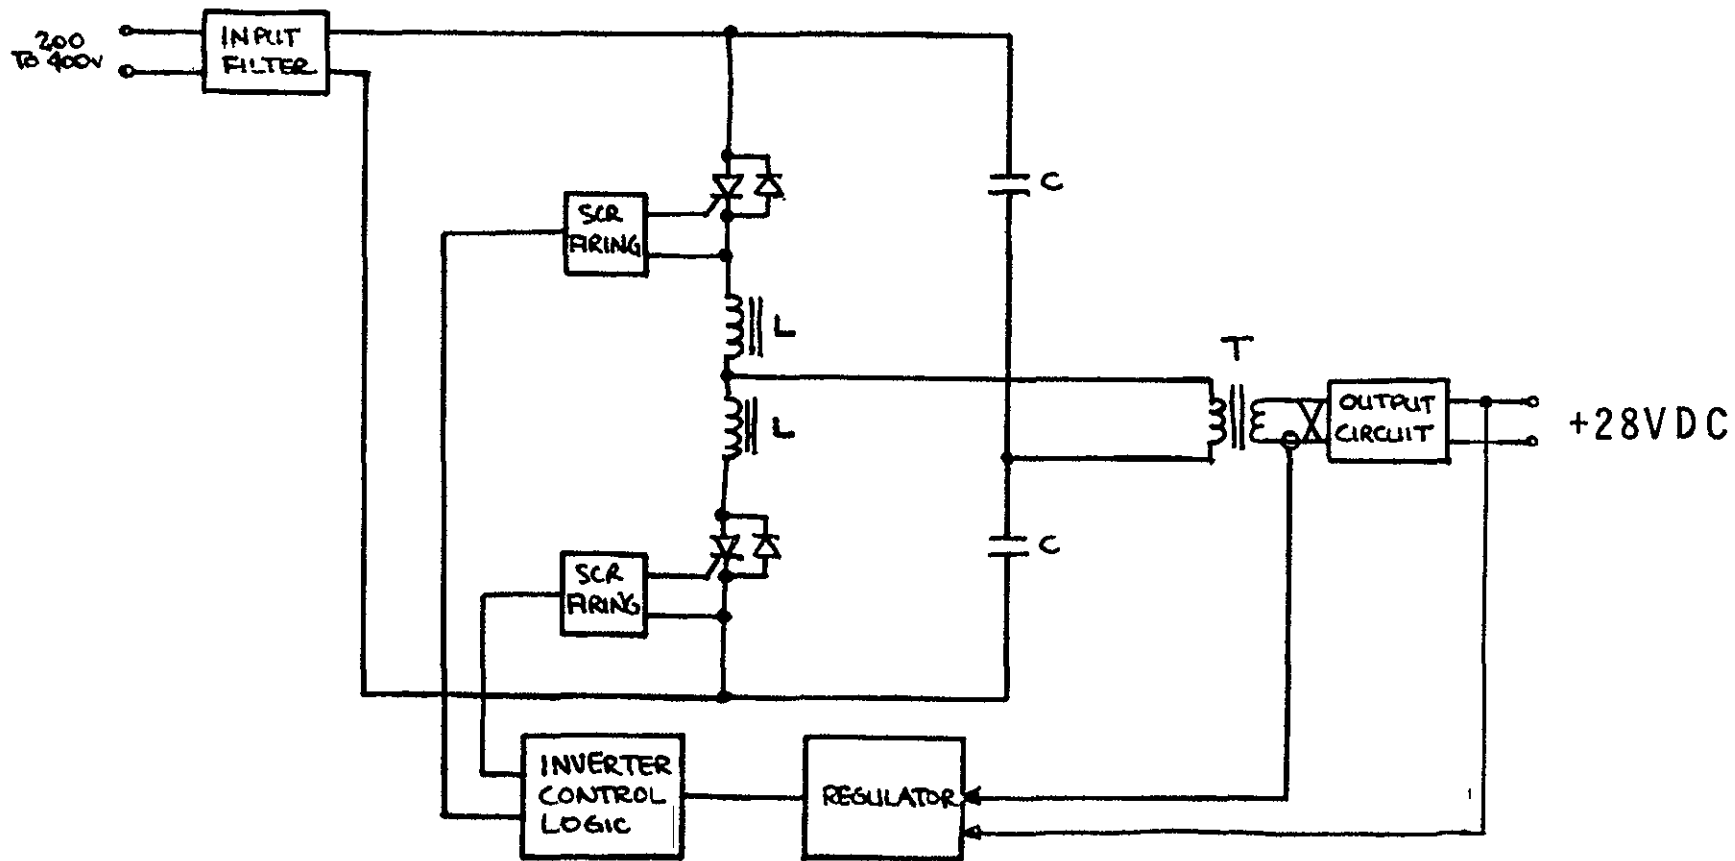 200
TO 400V
INPUT
FILTER
SCR
FIRING
L
L
C
C
T
OUTPUT
CIRCUIT
+28VDC
SCR
FIRING
INVERTER
CONTROL
LOGIC
REGULATOR